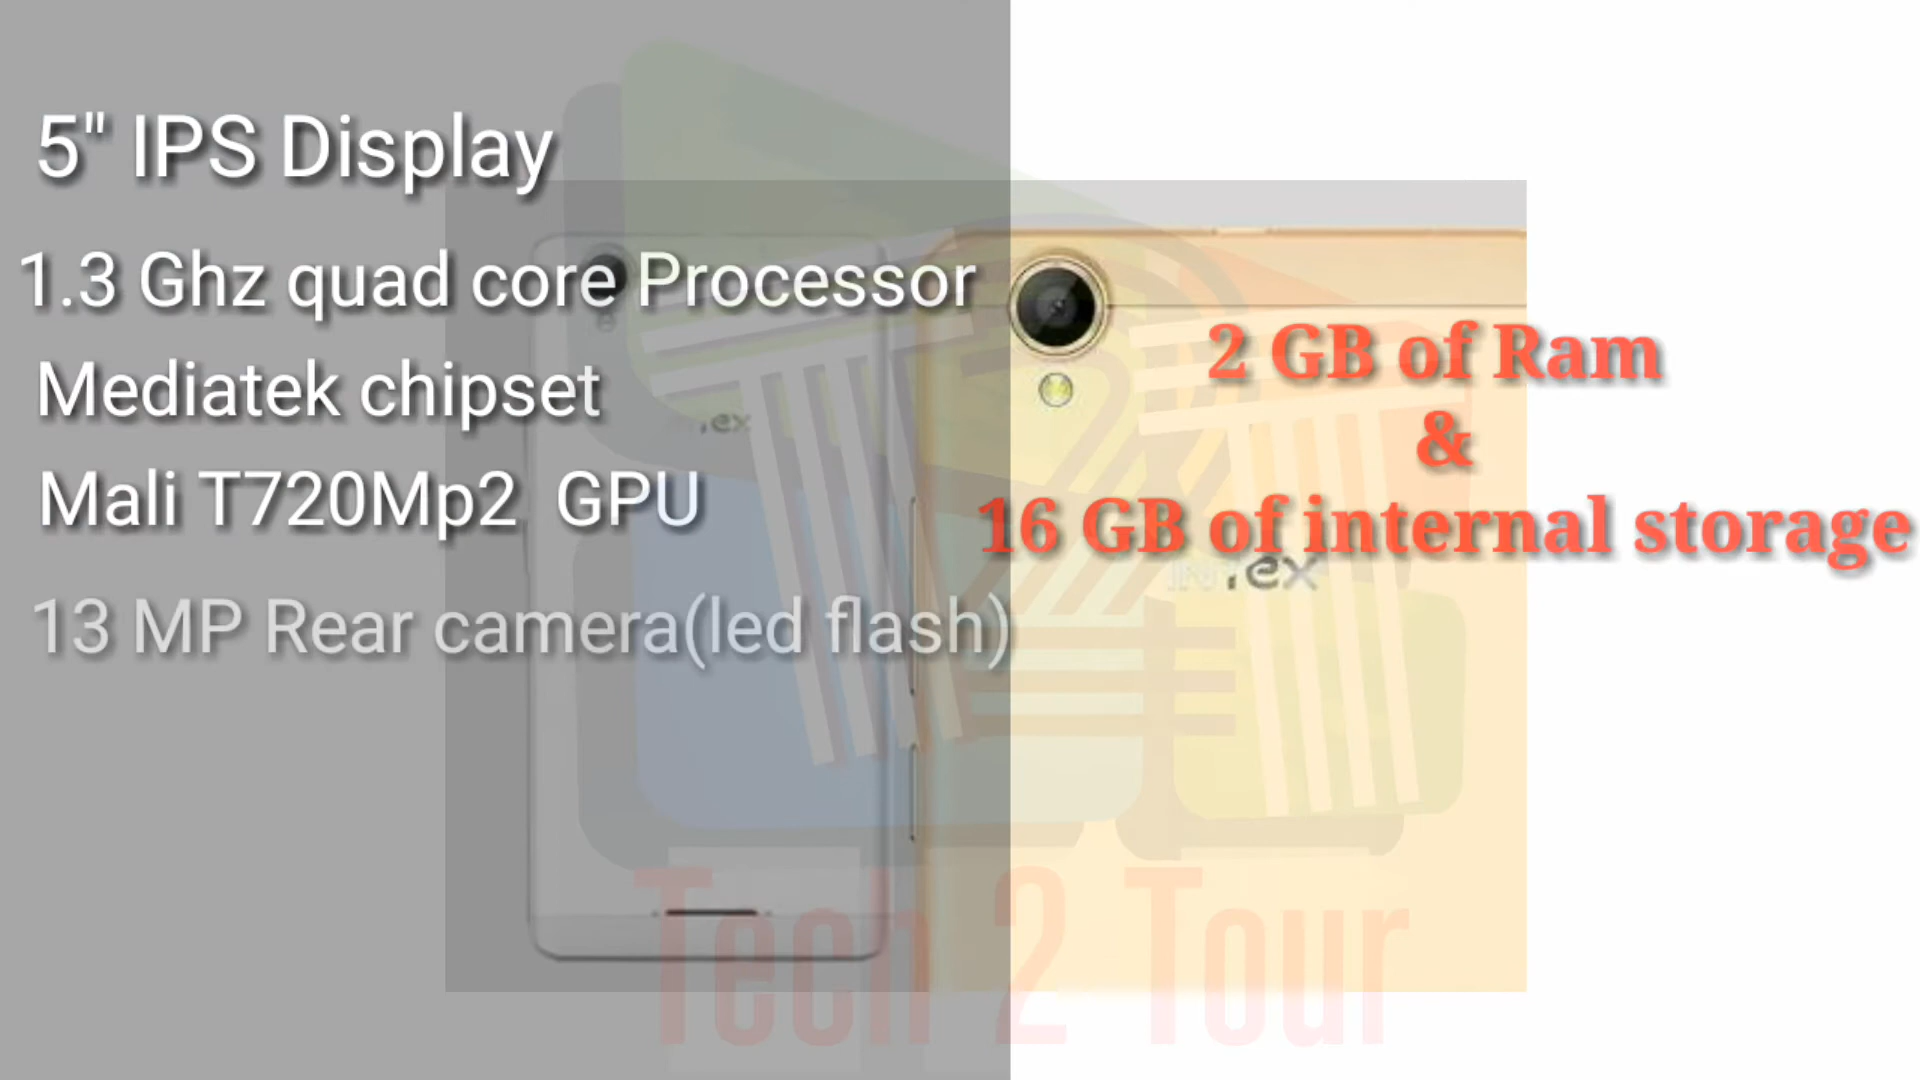 5" IPS Display
1.3 Ghz quad core Processor
Mediatek chipset
Mali T720Mp2 GPU
13 MP Rear camera(led flash)
2 GB of Ram
&
16 GB of internal storage
INTex
Tech 2 Tour